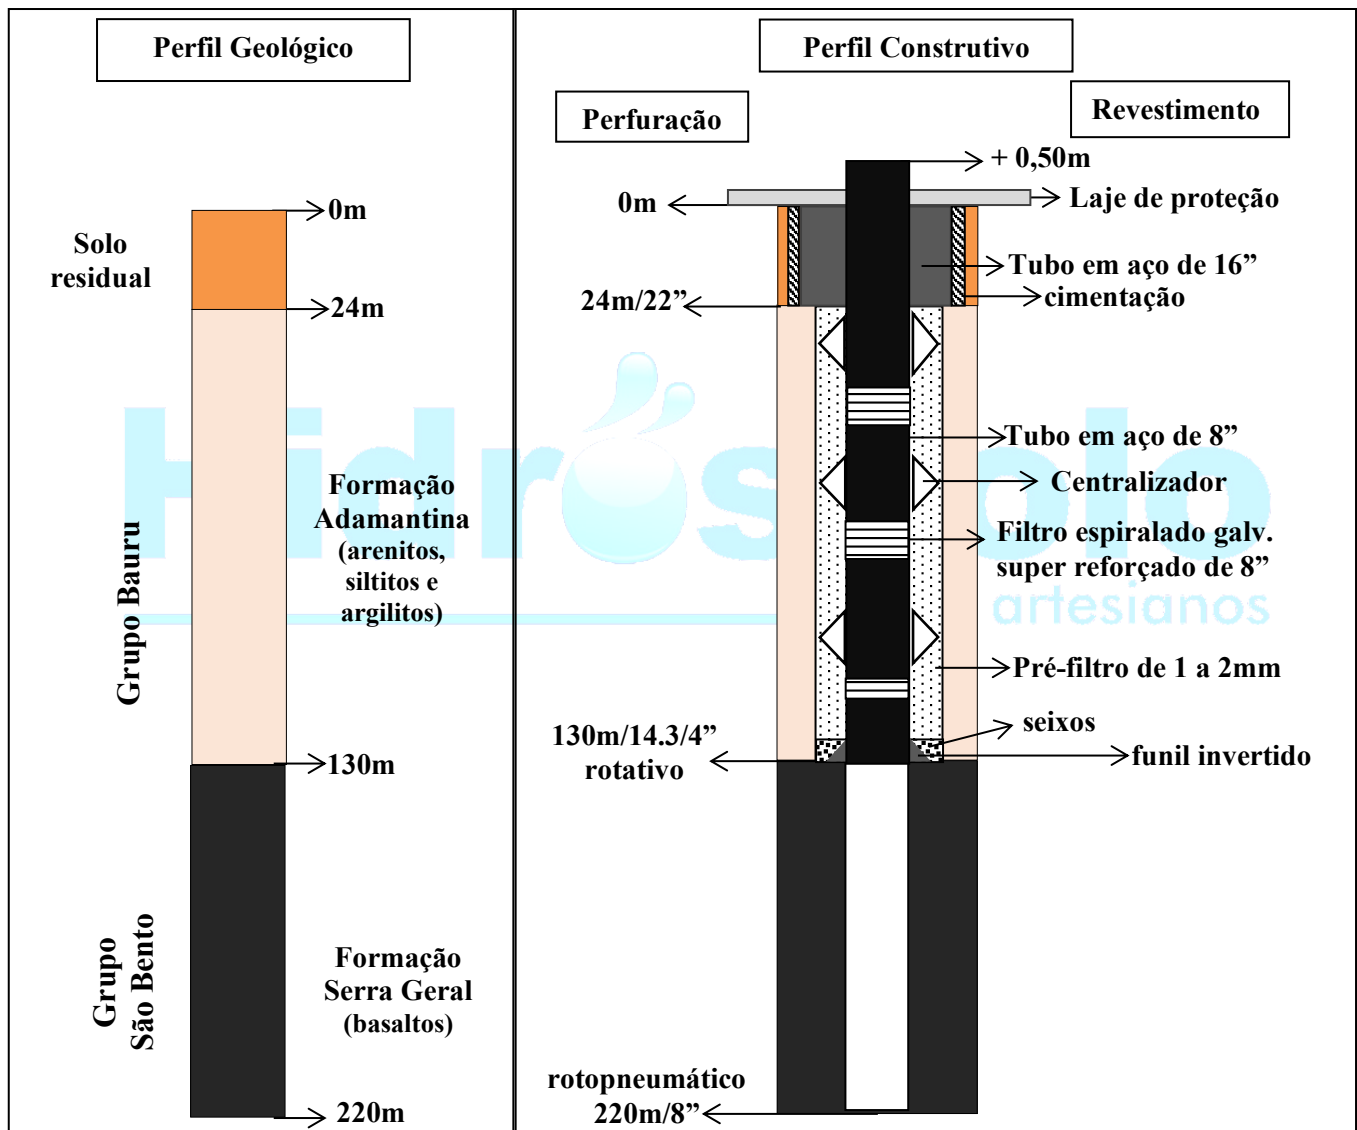 Perfil Geológico
0m
Solo
residual
24m
Formação
Adamantina
(arenitos,
siltitos e
argilitos)
Grupo Bauru
130m
Grupo
São Bento
Formação
Serra Geral
(basaltos)
220m
Perfil Construtivo
Perfuração
Revestimento
+ 0,50m
0m
Laje de proteção
Tubo em aço de 16”
24m/22”
cimentação
Tubo em aço de 8”
Centralizador
Filtro espiralado galv.
super reforçado de 8”
Pré-filtro de 1 a 2mm
seixos
130m/14.3/4”
rotativo
funil invertido
rotopneumático
220m/8”
artesianos